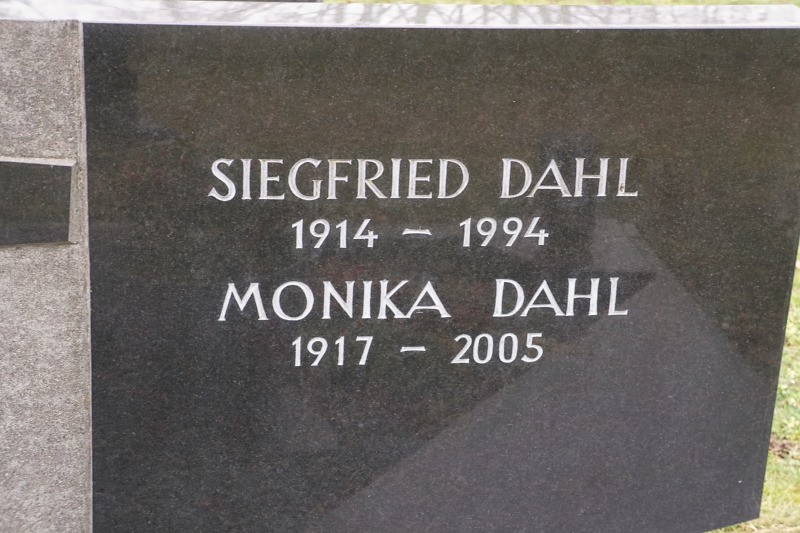 SIEGFRIED DAHL
1914 – 1994
MONIKA DAHL
1917 – 2005